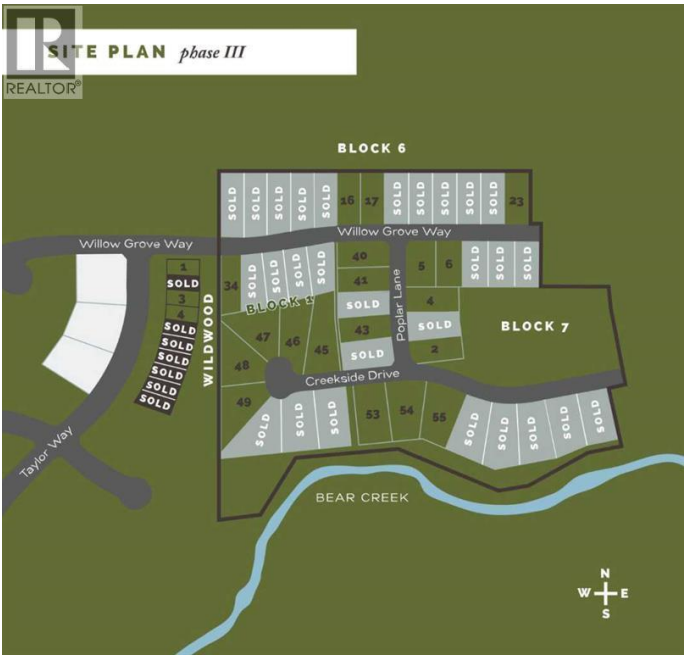 SITE PLAN phase III
R
REALTOR®
BLOCK 6
SOLD SOLD SOLD SOLD SOLD 16 17 SOLD SOLD SOLD SOLD SOLD 23
Willow Grove Way
Willow Grove Way
1
SOLD
3
4
SOLD
SOLD
SOLD
SOLD
SOLD
SOLD
WILDWOOD
34 SOLD SOLD SOLD SOLD
BLOCK
40
41
SOLD
43
SOLD
Poplar Lane
5 6 SOLD SOLD SOLD
4
SOLD
2
BLOCK 7
47 46 45
48
49
Creekside Drive
SOLD SOLD SOLD 53 54 55 SOLD SOLD SOLD SOLD SOLD
Taylor Way
BEAR CREEK
N
W E
S